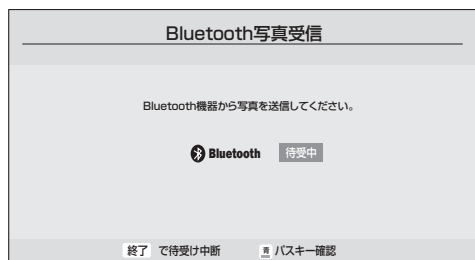 Bluetooth写真受信
Bluetooth機器から写真を送信してください。
Bluetooth 待受中
終了 で待受け中断 青 パスキー確認